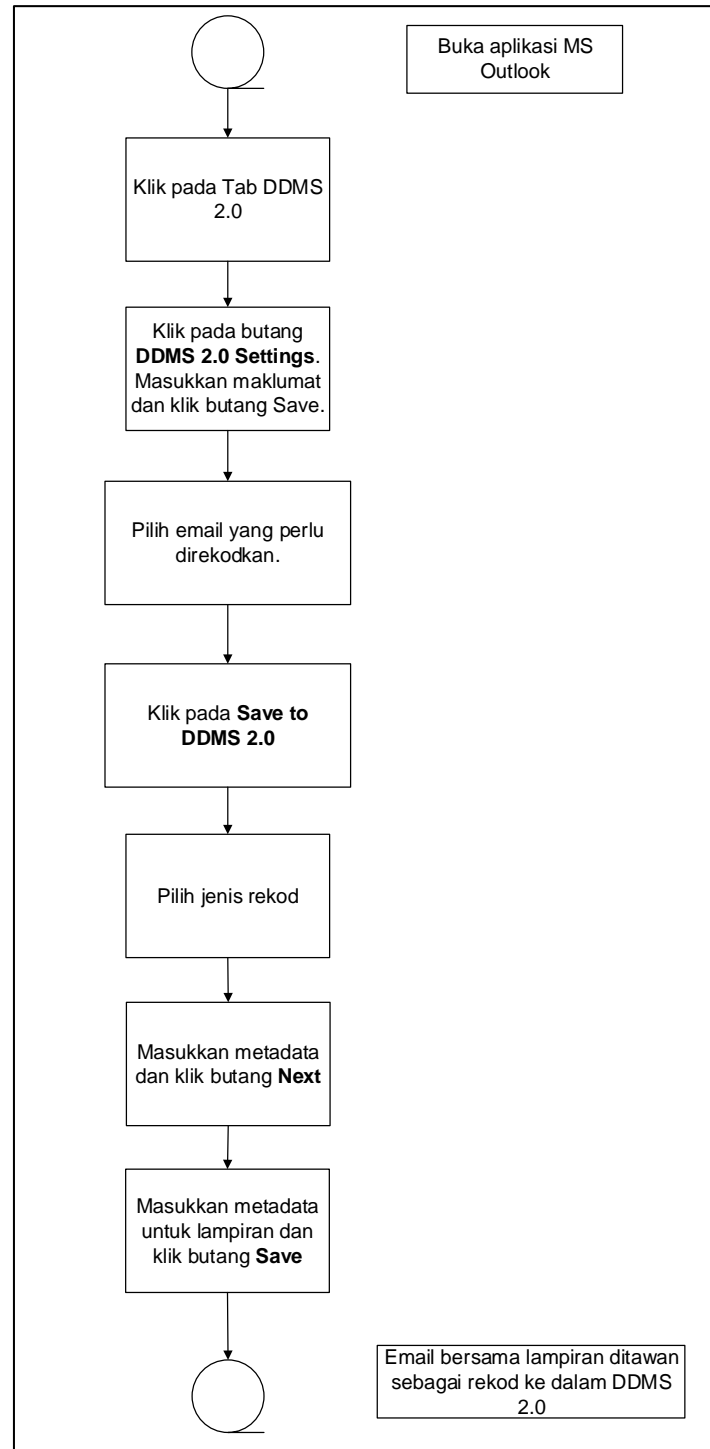 Buka aplikasi MS
Outlook
Klik pada Tab DDMS
2.0
Klik pada butang
DDMS 2.0 Settings.
Masukkan maklumat
dan klik butang Save.
Pilih email yang perlu
direkodkan.
Klik pada Save to
DDMS 2.0
Pilih jenis rekod
Masukkan metadata
dan klik butang Next
Masukkan metadata
untuk lampiran dan
klik butang Save
Email bersama lampiran ditawan
sebagai rekod ke dalam DDMS
2.0